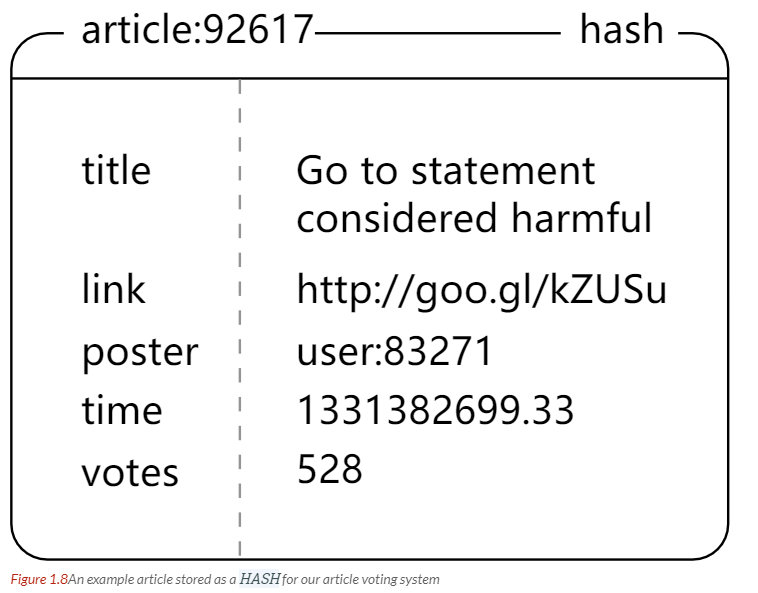 article:92617 hash
title Go to statement
considered harmful
link http://goo.gl/kZUSu
poster user:83271
time 1331382699.33
votes 528
Figure 1.8An example article stored as a HASH for our article voting system